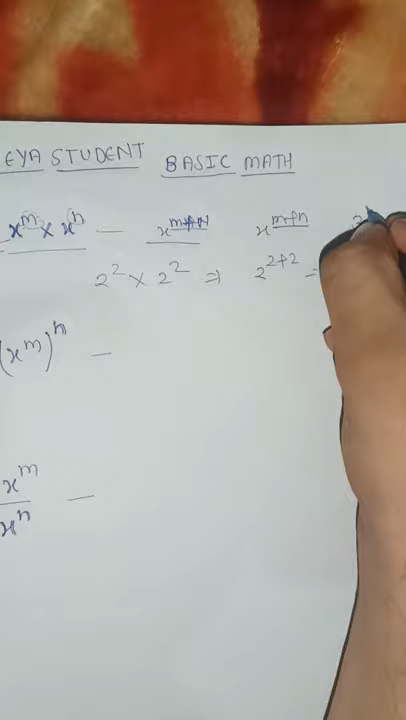 EYA STUDENT BASIC MATH
x^m × x^n — x^m+n x^m+n
2^2 × 2^2 ⇒ 2^2+2 =
(x^m)^n —
x^m/x^n —